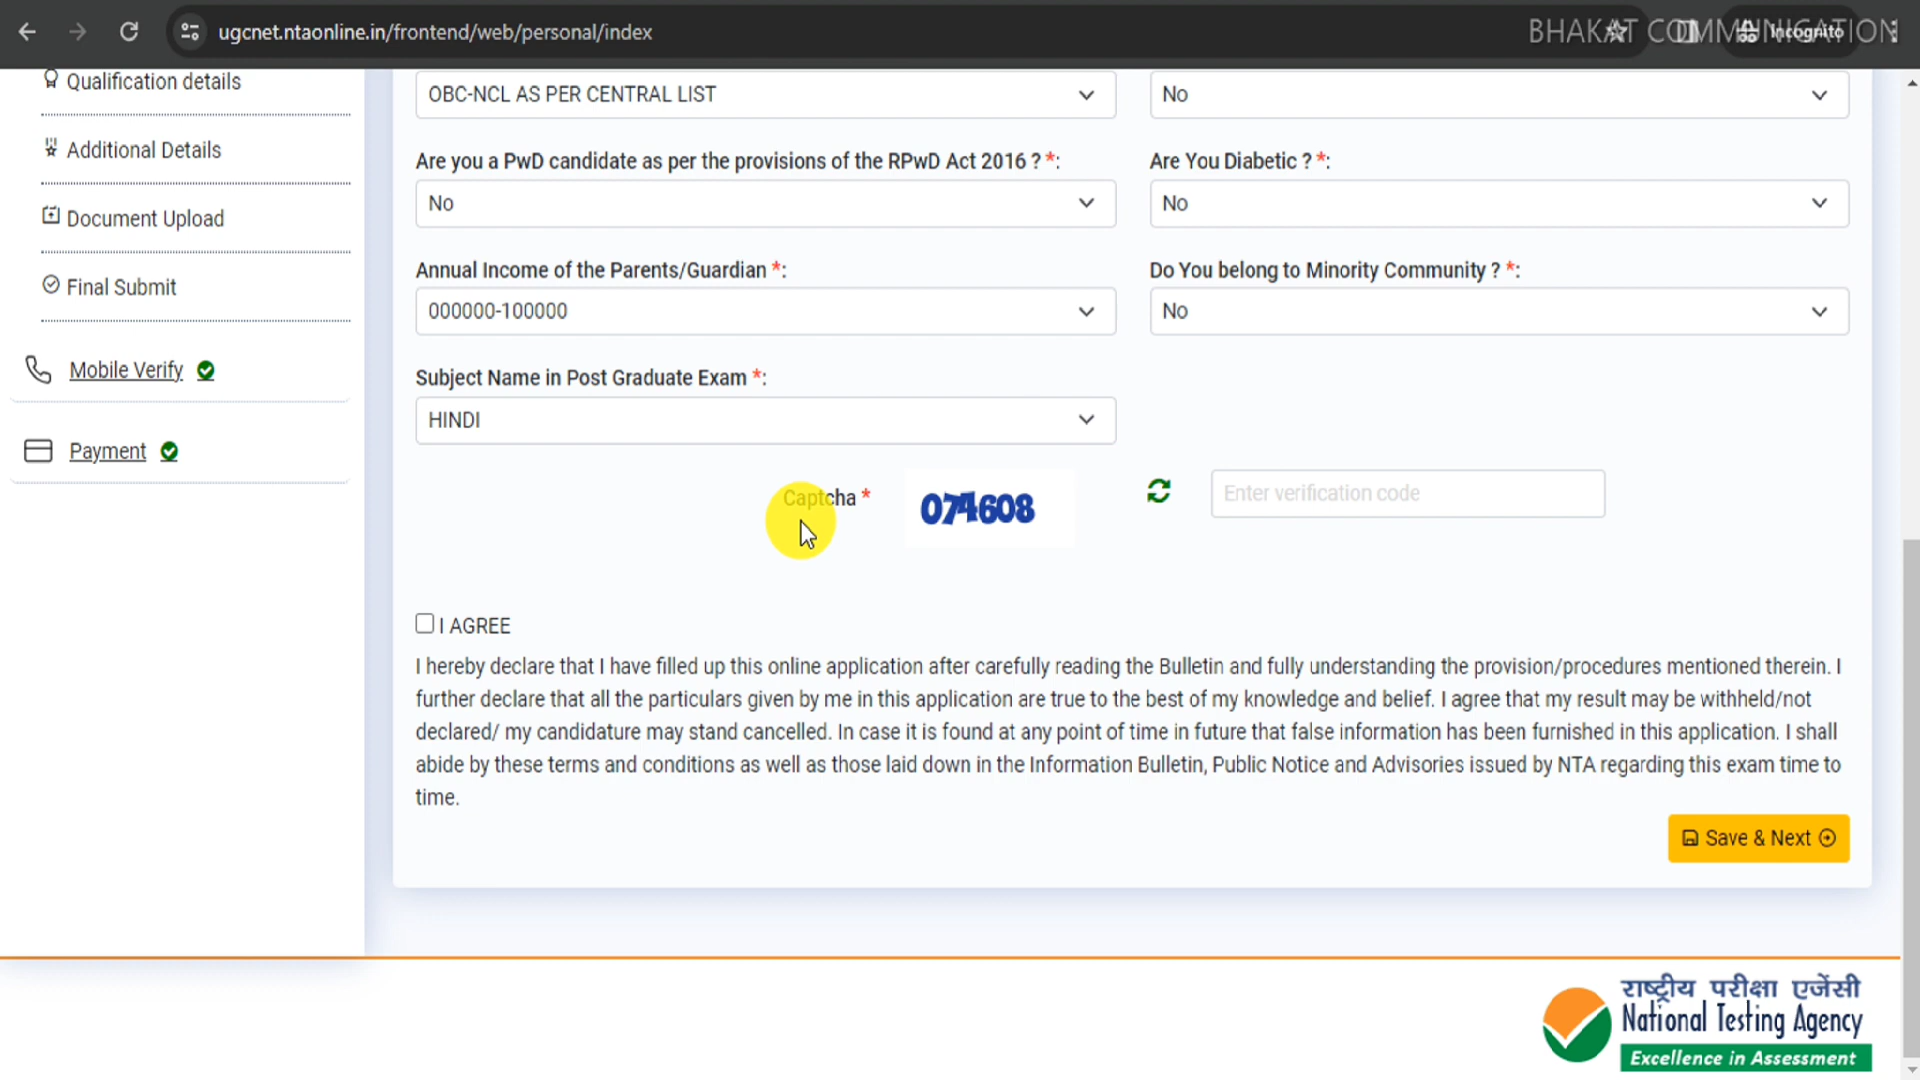 ugcnet.ntaonline.in/frontend/web/personal/index
BHAKAT COMMUNICATION
Incognito
Qualification details
Additional Details
Document Upload
Final Submit
Mobile Verify
Payment
OBC-NCL AS PER CENTRAL LIST
No
Are you a PwD candidate as per the provisions of the RPwD Act 2016 ? *:
Are You Diabetic ? *:
No
No
Annual Income of the Parents/Guardian *:
Do You belong to Minority Community ? *:
000000-100000
No
Subject Name in Post Graduate Exam *:
HINDI
Captcha *
074608
Enter verification code
I AGREE
I hereby declare that I have filled up this online application after carefully reading the Bulletin and fully understanding the provision/procedures mentioned therein. I
further declare that all the particulars given by me in this application are true to the best of my knowledge and belief. I agree that my result may be withheld/not
declared/ my candidature may stand cancelled. In case it is found at any point of time in future that false information has been furnished in this application. I shall
abide by these terms and conditions as well as those laid down in the Information Bulletin, Public Notice and Advisories issued by NTA regarding this exam time to
time.
Save & Next
राष्ट्रीय परीक्षा एजेंसी
National Testing Agency
Excellence in Assessment